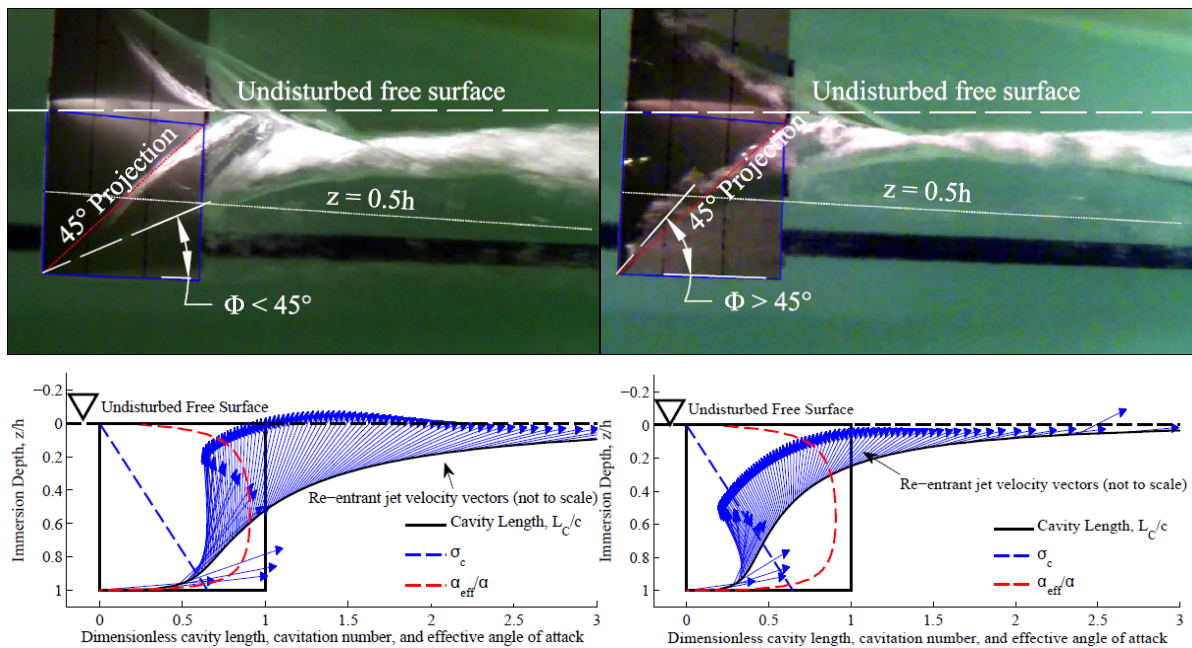 Undisturbed free surface
45° Projection
z = 0.5h
Φ < 45°
Undisturbed free surface
45° Projection
z = 0.5h
Φ > 45°
−0.2
0
0.2
0.4
0.6
0.8
1
Immersion Depth, z/h
Undisturbed Free Surface
Re−entrant jet velocity vectors (not to scale)
Cavity Length, L_C/c
σ_c
α_eff/α
0
0.5
1
1.5
2
2.5
3
Dimensionless cavity length, cavitation number, and effective angle of attack
−0.2
0
0.2
0.4
0.6
0.8
1
Immersion Depth, z/h
Undisturbed Free Surface
Re−entrant jet velocity vectors (not to scale)
Cavity Length, L_C/c
σ_c
α_eff/α
0
0.5
1
1.5
2
2.5
3
Dimensionless cavity length, cavitation number, and effective angle of attack